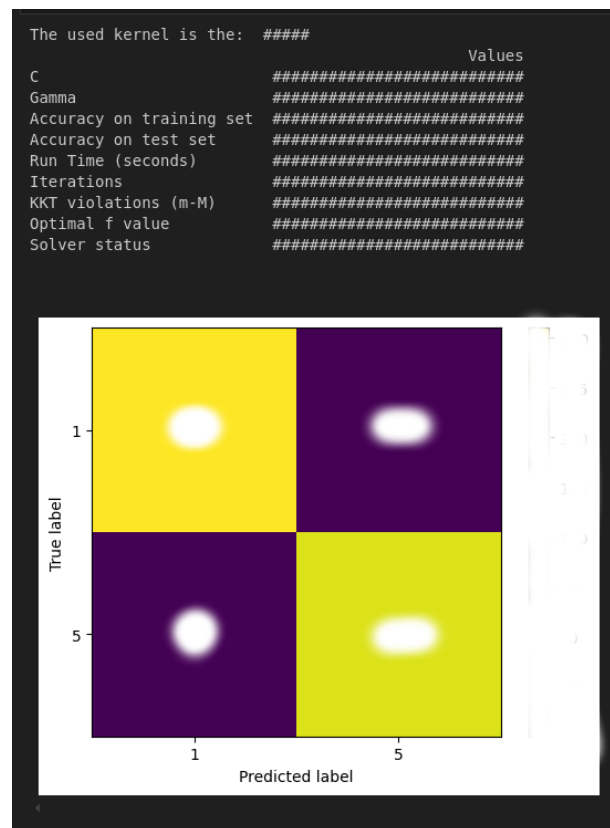 The used kernel is the:  #####
Values
C ###########################
Gamma ###########################
Accuracy on training set ###########################
Accuracy on test set ###########################
Run Time (seconds) ###########################
Iterations ###########################
KKT violations (m-M) ###########################
Optimal f value ###########################
Solver status ###########################
1
True label
5
1 5
Predicted label